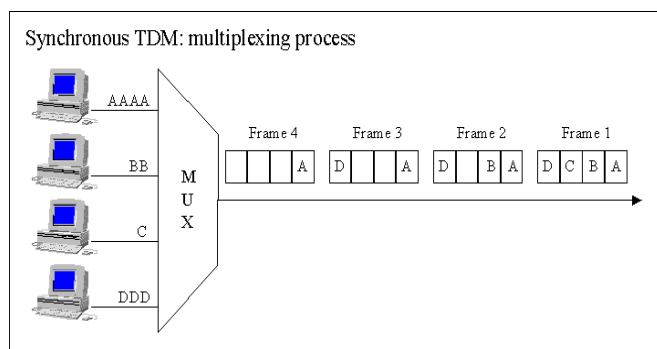 Synchronous TDM: multiplexing process
AAAA
BB
C
DDD
M
U
X
Frame 4 Frame 3 Frame 2 Frame 1
A D A D B A D C B A